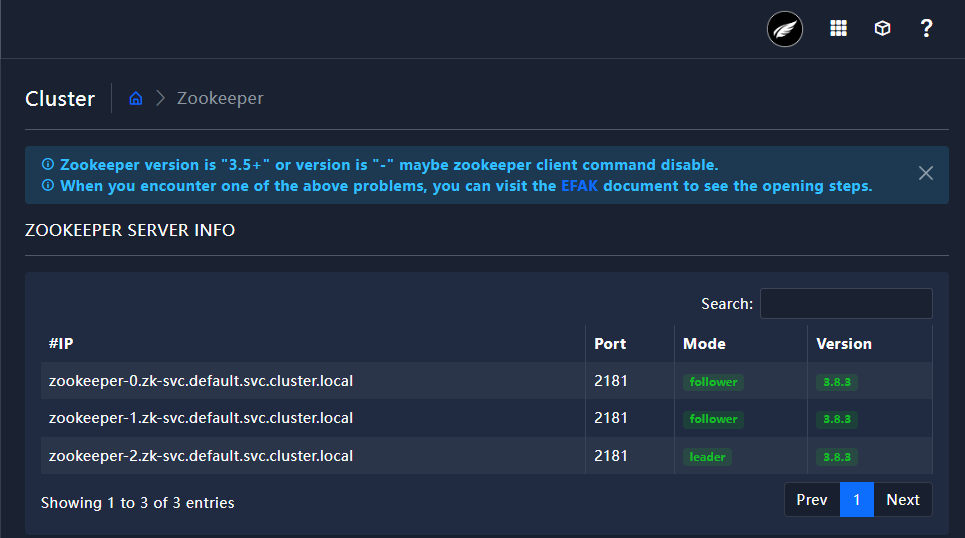 Cluster Zookeeper
Zookeeper version is "3.5+" or version is "-" maybe zookeeper client command disable.
When you encounter one of the above problems, you can visit the EFAK document to see the opening steps.
ZOOKEEPER SERVER INFO
Search:
#IP Port Mode Version
zookeeper-0.zk-svc.default.svc.cluster.local 2181 follower 3.8.3
zookeeper-1.zk-svc.default.svc.cluster.local 2181 follower 3.8.3
zookeeper-2.zk-svc.default.svc.cluster.local 2181 leader 3.8.3
Showing 1 to 3 of 3 entries Prev 1 Next